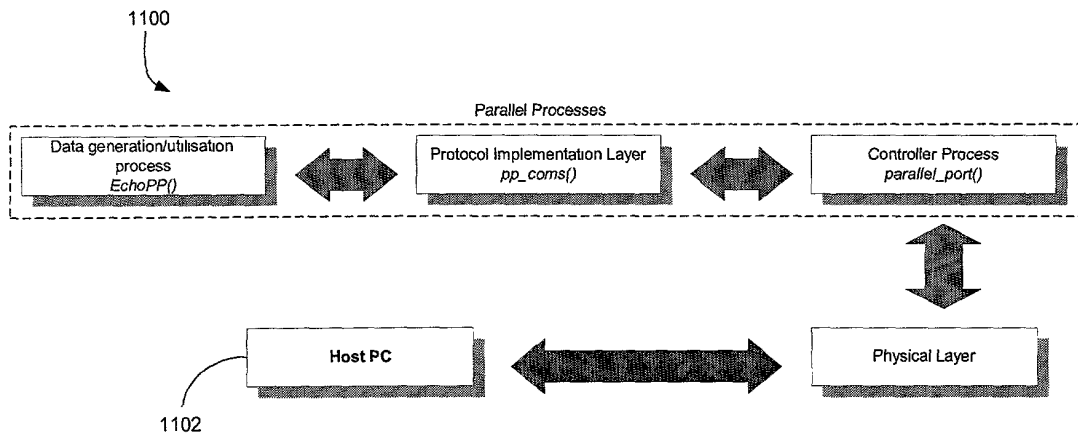 1100
Parallel Processes
Data generation/utilisation
process
EchoPP()
Protocol Implementation Layer
pp_coms()
Controller Process
parallel_port()
Host PC
Physical Layer
1102